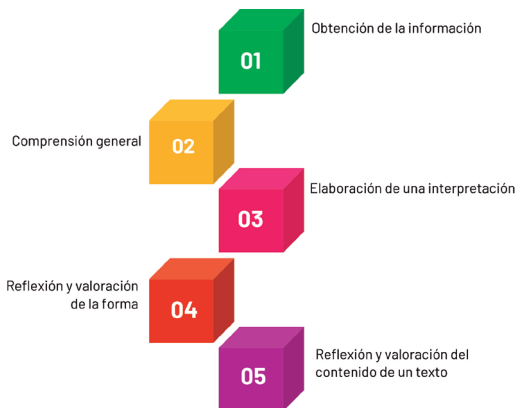 01
Obtención de la información
02
Comprensión general
03
Elaboración de una interpretación
04
Reflexión y valoración
de la forma
05
Reflexión y valoración del
contenido de un texto